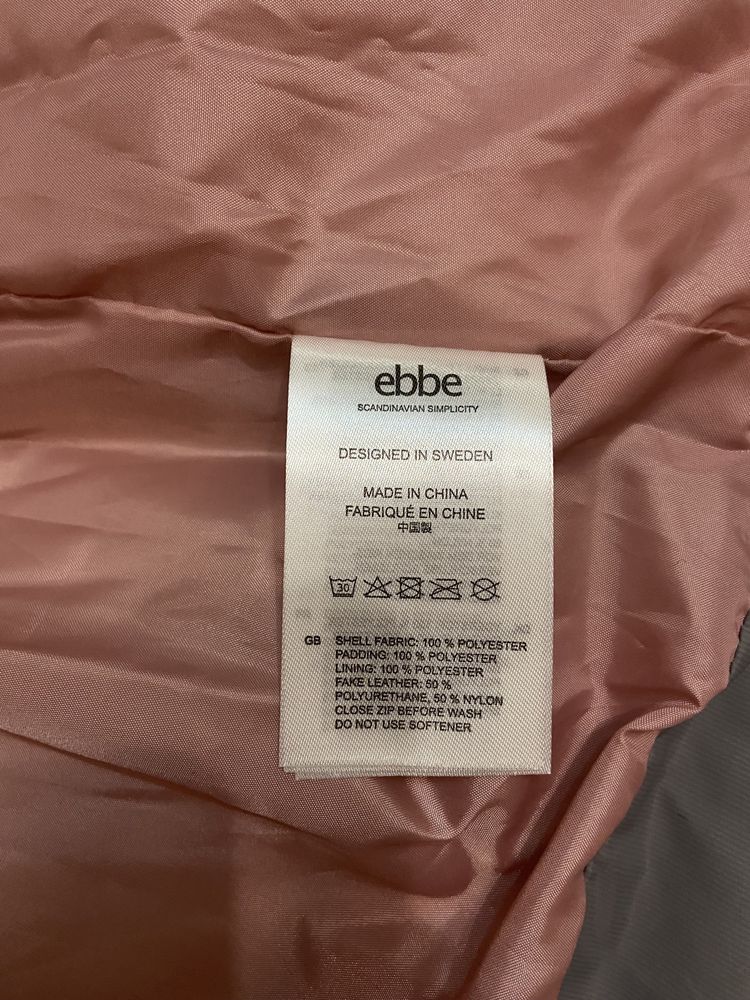 ebbe
SCANDINAVIAN SIMPLICITY
DESIGNED IN SWEDEN
MADE IN CHINA
FABRIQUÉ EN CHINE
中国製
30
GB SHELL FABRIC: 100 % POLYESTER
PADDING: 100 % POLYESTER
LINING: 100 % POLYESTER
FAKE LEATHER: 50 %
POLYURETHANE, 50 % NYLON
CLOSE ZIP BEFORE WASH
DO NOT USE SOFTENER